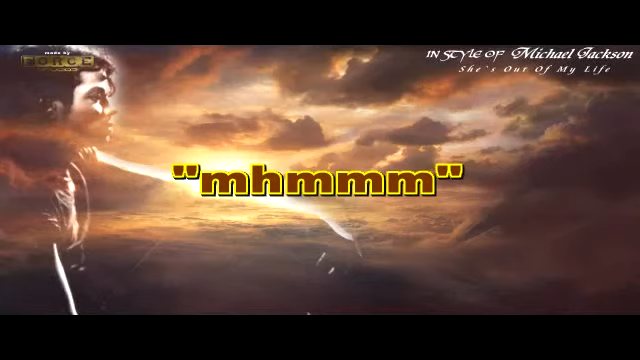 made by
FORCE
IN STYLE OF Michael Jackson
She`s Out Of My Life
"mhmmm"